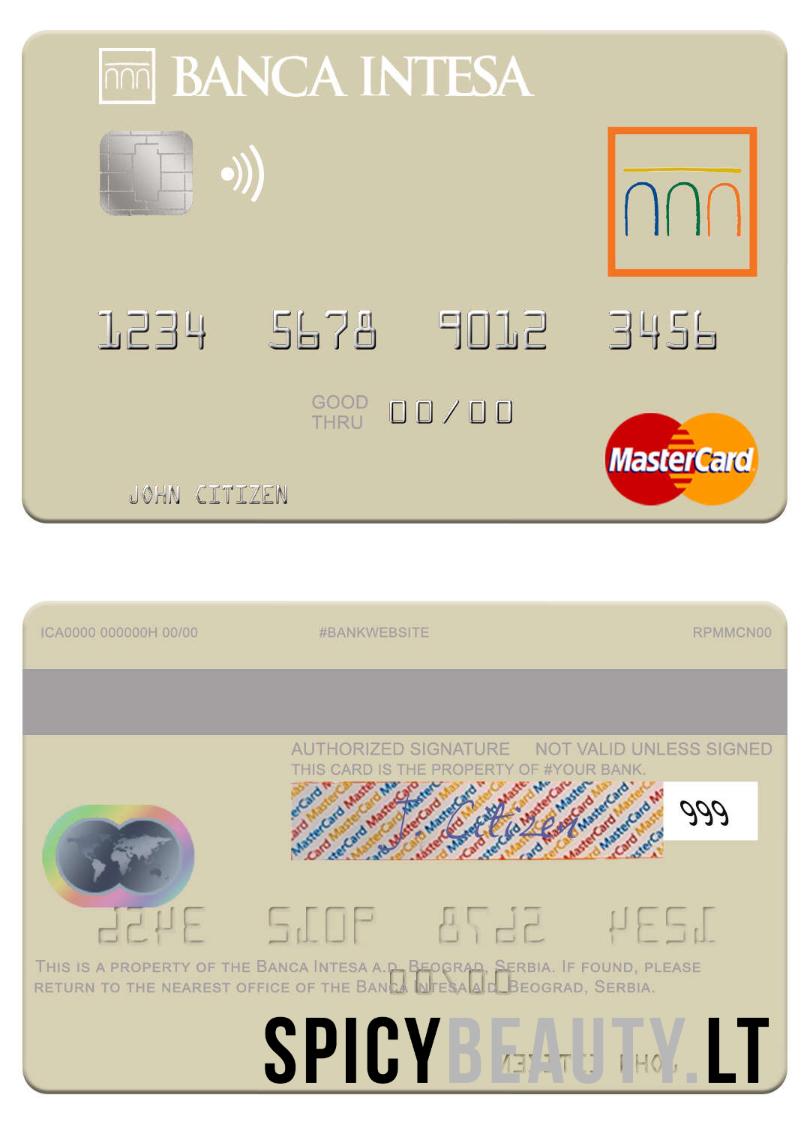 BANCA INTESA
1234 5678 9012 3456
GOOD THRU 00/00
MasterCard
JOHN CITIZEN
ICA0000 000000H 00/00 #BANKWEBSITE RPMMCN00
AUTHORIZED SIGNATURE NOT VALID UNLESS SIGNED
THIS CARD IS THE PROPERTY OF #YOUR BANK.
MasterCard MasterCard MasterCard
J Citizen
999
THIS IS A PROPERTY OF THE BANCA INTESA A.D. BEOGRAD, SERBIA. IF FOUND, PLEASE
RETURN TO THE NEAREST OFFICE OF THE BANCA INTESA A.D. BEOGRAD, SERBIA.
SPICYBEAUTY.LT